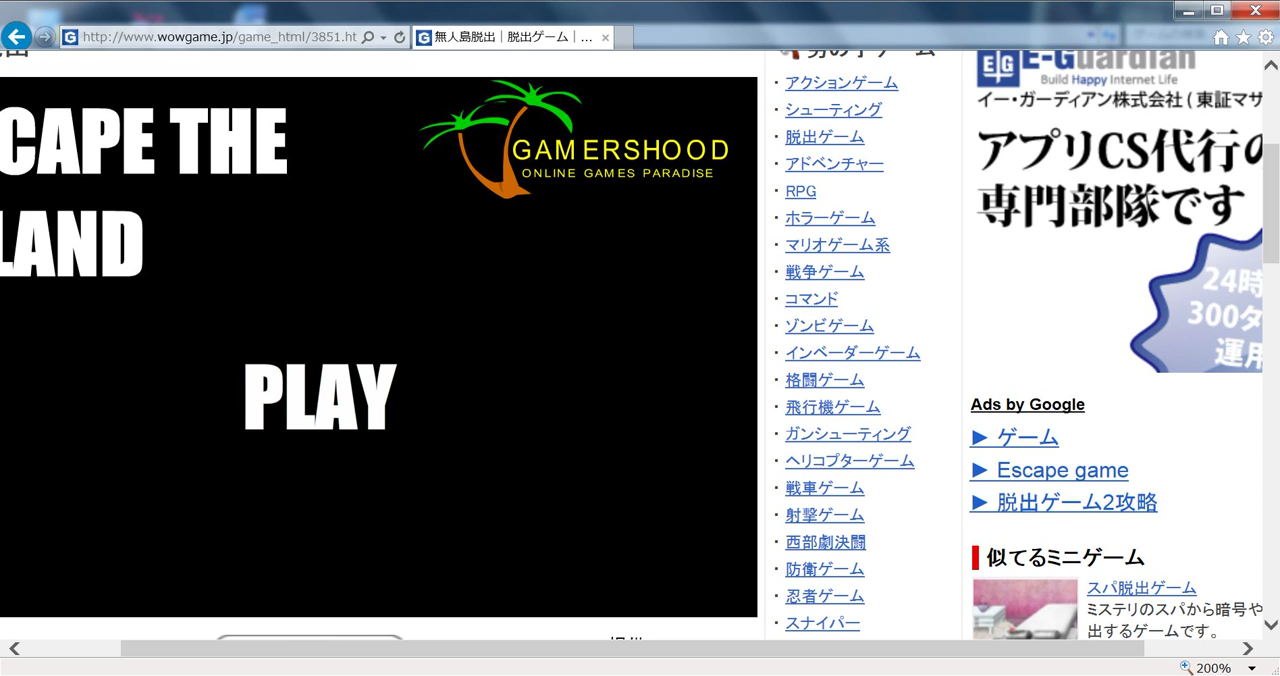 http://www.wowgame.jp/game_html/3851.ht
無人島脱出 | 脱出ゲーム | ...
CAPE THE
LAND
GAMERSHOOD
ONLINE GAMES PARADISE
PLAY
・アクションゲーム
・シューティング
・脱出ゲーム
・アドベンチャー
・RPG
・ホラーゲーム
・マリオゲーム系
・戦争ゲーム
・コマンド
・ゾンビゲーム
・インベーダーゲーム
・格闘ゲーム
・飛行機ゲーム
・ガンシューティング
・ヘリコプターゲーム
・戦車ゲーム
・射撃ゲーム
・西部劇決闘
・防衛ゲーム
・忍者ゲーム
・スナイパー
EG E-Guardian
Build Happy Internet Life
イー・ガーディアン株式会社 ( 東証マザ
アプリCS代行の
専門部隊です
24時
300タ
運用
Ads by Google
► ゲーム
► Escape game
► 脱出ゲーム2攻略
似てるミニゲーム
スパ脱出ゲーム
ミステリのスパから暗号や
出するゲームです。
200%